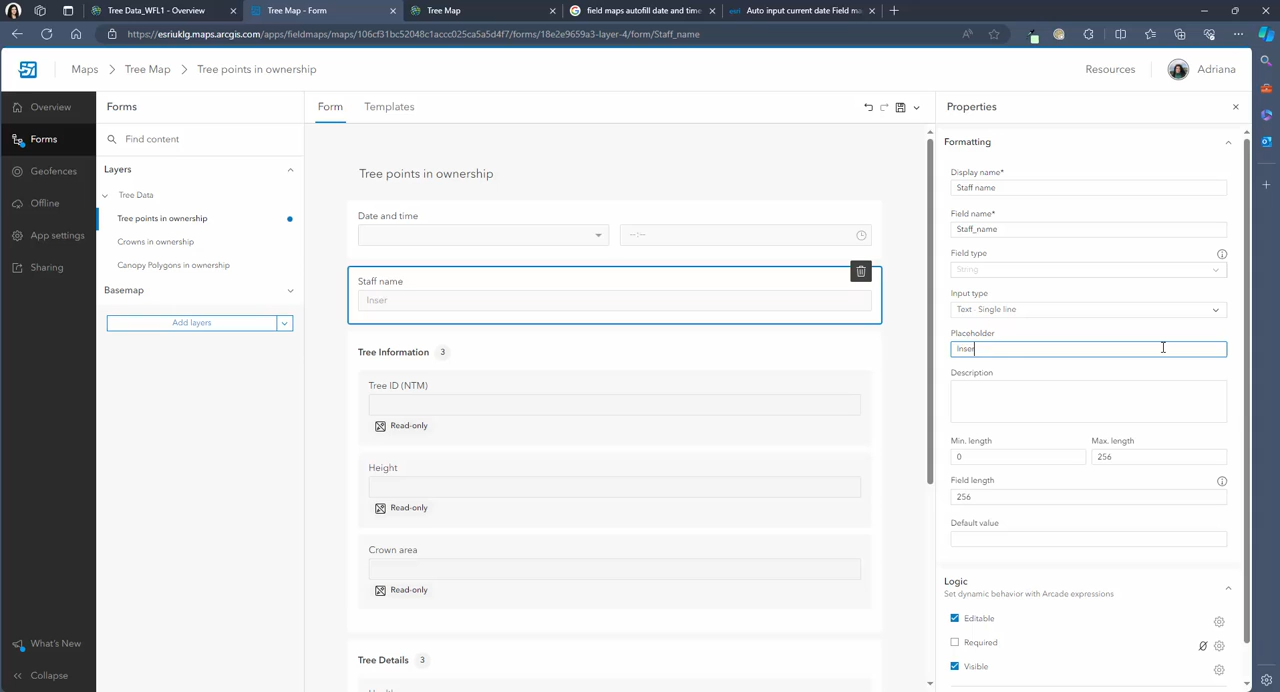 Tree Data_WFL1 - Overview
Tree Map - Form
Tree Map
field maps autofill date and time
Auto input current date Field ma
https://esriuklg.maps.arcgis.com/apps/fieldmaps/maps/106cf31bc52048c1accc025ca5a5d4f7/forms/18e2e9659a3-layer-4/form/Staff_name
Maps
Tree Map
Tree points in ownership
Resources
Adriana
Overview
Forms
Geofences
Offline
App settings
Sharing
What's New
Collapse
Forms
Find content
Layers
Tree Data
Tree points in ownership
Crowns in ownership
Canopy Polygons in ownership
Basemap
Add layers
Form
Templates
Tree points in ownership
Date and time
--:--
Staff name
Inser
Tree Information 3
Tree ID (NTM)
Read-only
Height
Read-only
Crown area
Read-only
Tree Details 3
Properties
Formatting
Display name*
Staff name
Field name*
Staff_name
Field type
String
Input type
Text - Single line
Placeholder
Inser
Description
Min. length
Max. length
0
256
Field length
256
Default value
Logic
Set dynamic behavior with Arcade expressions
Editable
Required
Visible